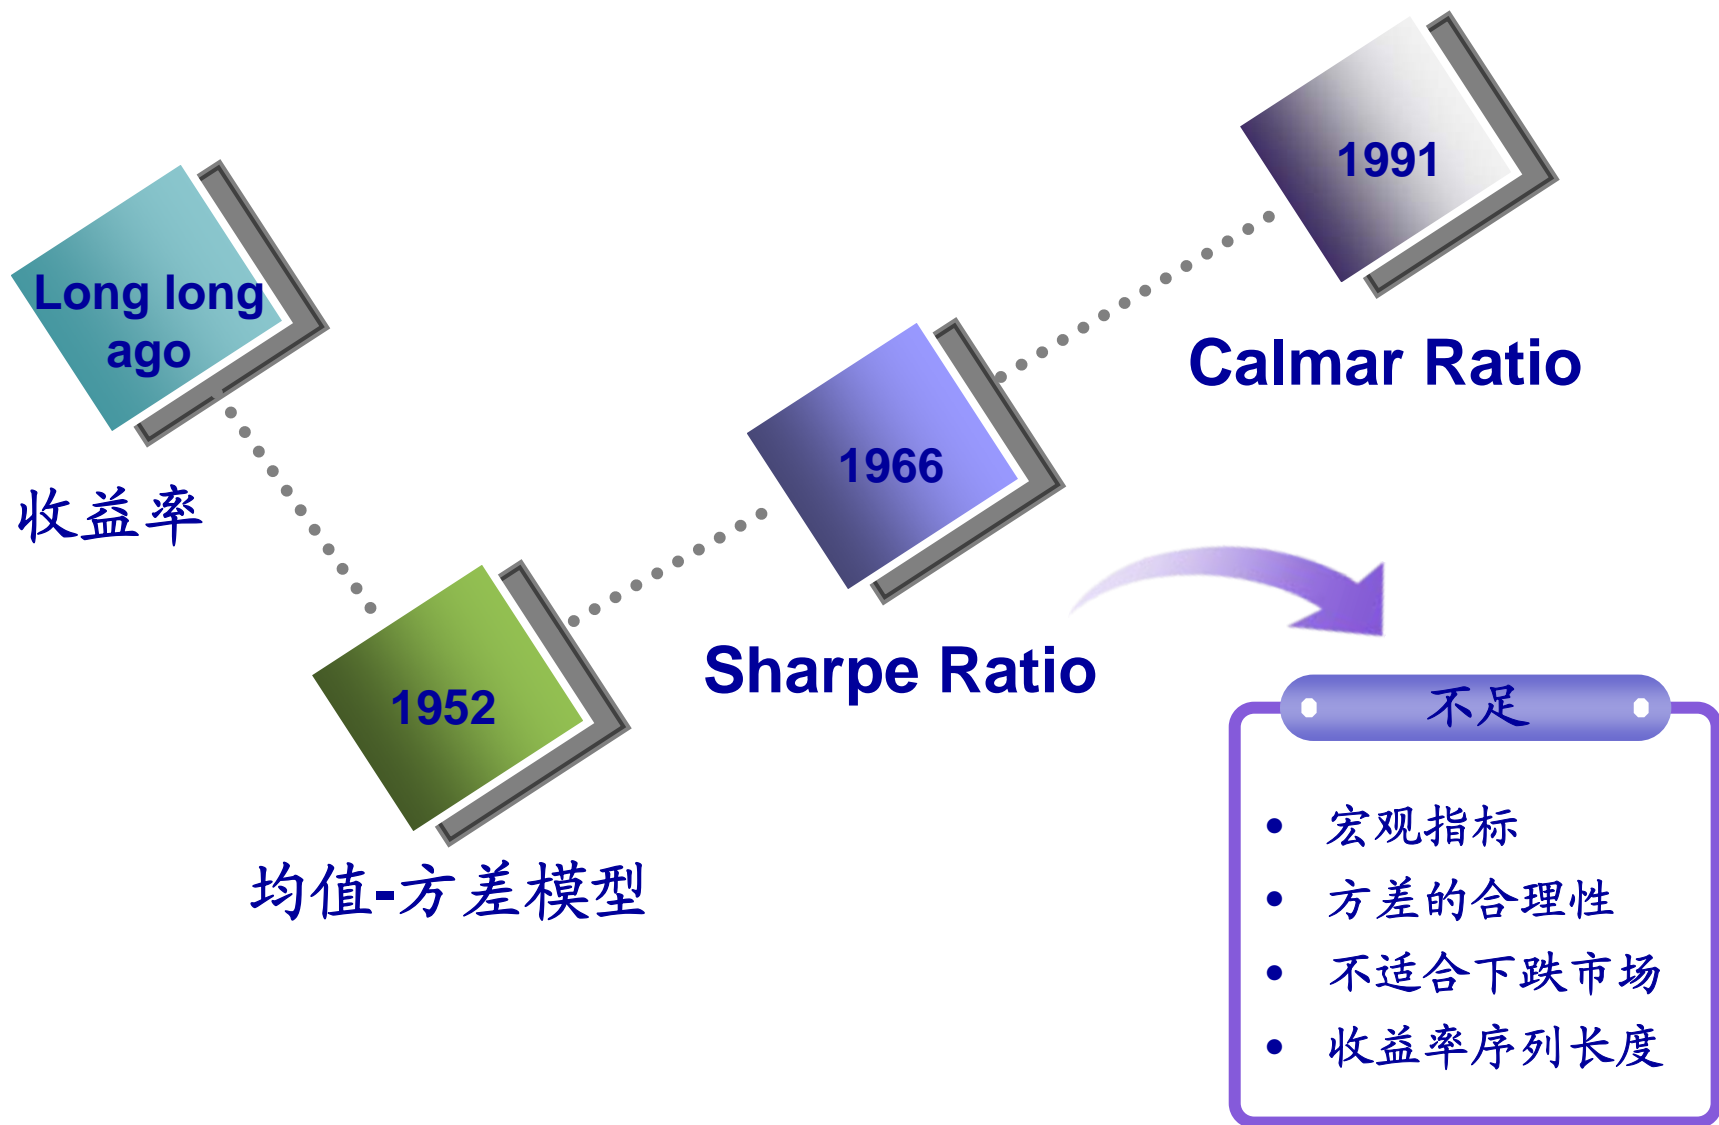 Long long
ago
收益率
1952
均值-方差模型
1966
Sharpe Ratio
1991
Calmar Ratio
不足
• 宏观指标
• 方差的合理性
• 不适合下跌市场
• 收益率序列长度